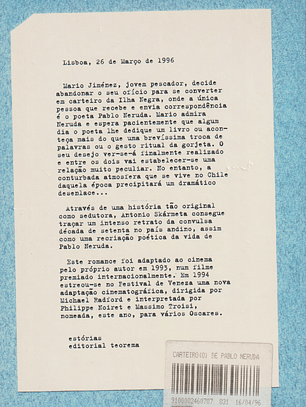 Lisboa, 26 de Março de 1996
Mario Jiménes, jovem pescador, decide
abandonar o seu ofício para se converter
em carteiro da Ilha Negra, onde a única
pessoa que recebe e envia correspondência
é o poeta Pablo Neruda. Mario admira
Neruda e espera pacientemente que algum
dia o poeta lhe dedique um livro ou acon-
teça mais do que uma brevíssima troca de
palavras ou o gesto ritual da gorjeta. O
seu desejo ver-se-á finalmente realizado
e entre os dois vai estabelecer-se uma
relação muito peculiar. No entanto, a
conturbada atmosfera que se vive no Chile
daquela época precipitará um dramático
desenlace...
Através de uma história tão original
como sedutora, Antonio Skármeta consegue
traçar um intenso retrato da convulsa
década de setenta no país andino, assim
como uma recriação poética da vida de
Pablo Neruda.
Este romance foi adaptado ao cinema
pelo próprio autor em 1993, num filme
premiado internacionalmente. Em 1994
estreou-se no Festival de Veneza uma nova
adaptação cinematográfica, dirigida por
Michael Radford e interpretada por
Philippe Noiret e Massimo Troisi,
nomeada, este ano, para vários Oscares.
estórias
editorial teorema
CARTEIRO(O) DE PABLO NERUDA
021 16/04/96